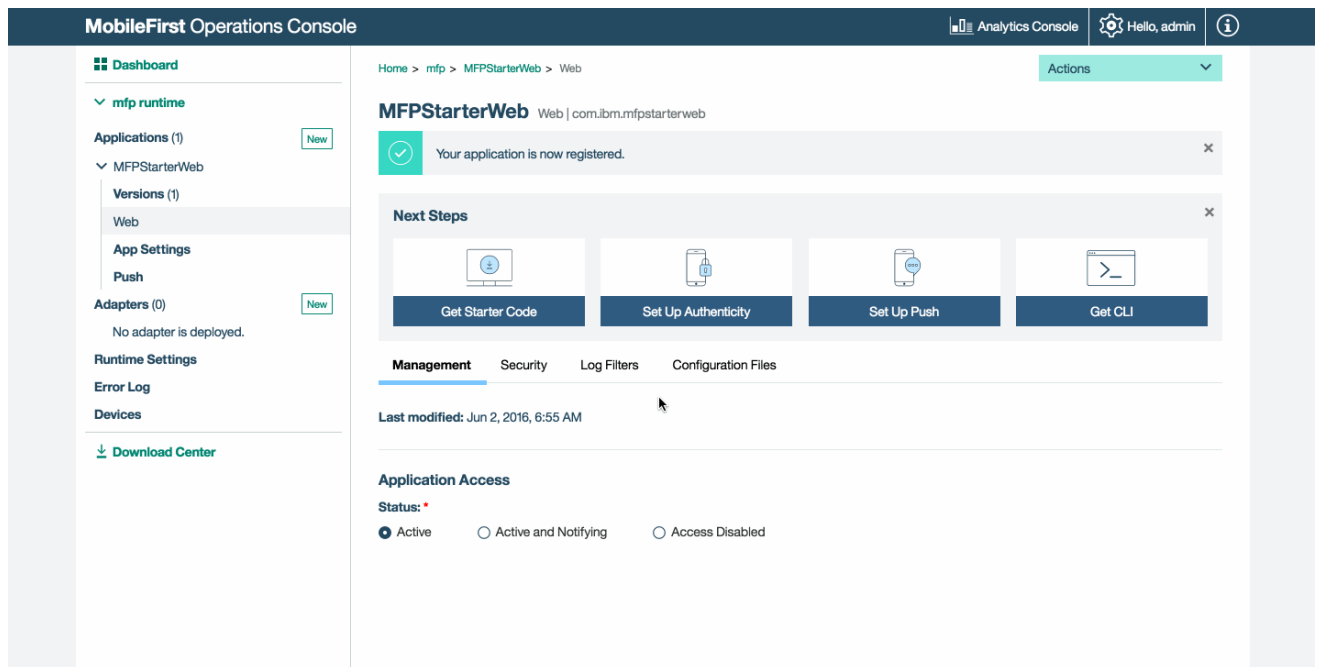 MobileFirst Operations Console
Analytics Console
Hello, admin
Dashboard
mfp runtime
Applications (1) New
MFPStarterWeb
Versions (1)
Web
App Settings
Push
Adapters (0) New
No adapter is deployed.
Runtime Settings
Error Log
Devices
Download Center
Home > mfp > MFPStarterWeb > Web
Actions
MFPStarterWeb Web | com.ibm.mfpstarterweb
Your application is now registered.
Next Steps
Get Starter Code
Set Up Authenticity
Set Up Push
Get CLI
Management Security Log Filters Configuration Files
Last modified: Jun 2, 2016, 6:55 AM
Application Access
Status: *
Active Active and Notifying Access Disabled